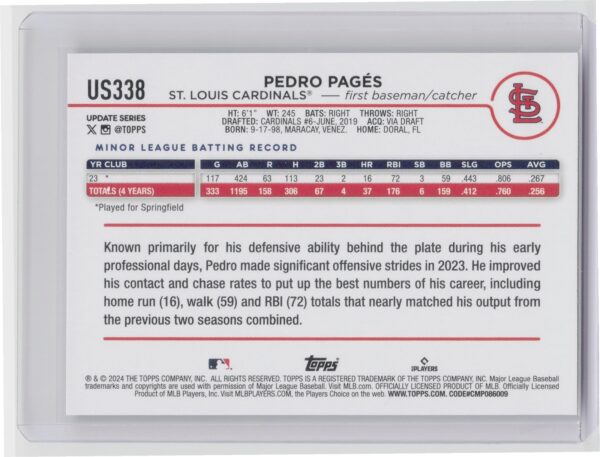 US338
PEDRO PAGÉS
ST. LOUIS CARDINALS® — first baseman/catcher
UPDATE SERIES
@TOPPS
HT: 6'1" WT: 245 BATS: RIGHT THROWS: RIGHT
DRAFTED: CARDINALS #6-JUNE, 2019 ACQ: VIA DRAFT
BORN: 9-17-98, MARACAY, VENEZ. HOME: DORAL, FL
MINOR LEAGUE BATTING RECORD
YR CLUB G AB R H 2B 3B HR RBI SB BB SLG OPS AVG
23 * 117 424 63 113 23 2 16 72 3 59 .443 .806 .267
TOTALS (4 YEARS) 333 1195 158 306 67 4 37 176 6 159 .412 .760 .256
*Played for Springfield
Known primarily for his defensive ability behind the plate during his early
professional days, Pedro made significant offensive strides in 2023. He improved
his contact and chase rates to put up the best numbers of his career, including
home run (16), walk (59) and RBI (72) totals that nearly matched his output from
the previous two seasons combined.
Topps
PLAYERS
® & © 2024 THE TOPPS COMPANY, INC. ALL RIGHTS RESERVED. TOPPS IS A REGISTERED TRADEMARK OF THE TOPPS COMPANY, INC. Major League Baseball
trademarks and copyrights are used with permission of Major League Baseball. Visit MLB.com. OFFICIALLY LICENSED PRODUCT OF MLB. Officially Licensed
Product of MLB Players, Inc. Visit MLBPLAYERS.COM, the Players Choice on the web. WWW.TOPPS.COM. CODE#CMP086009